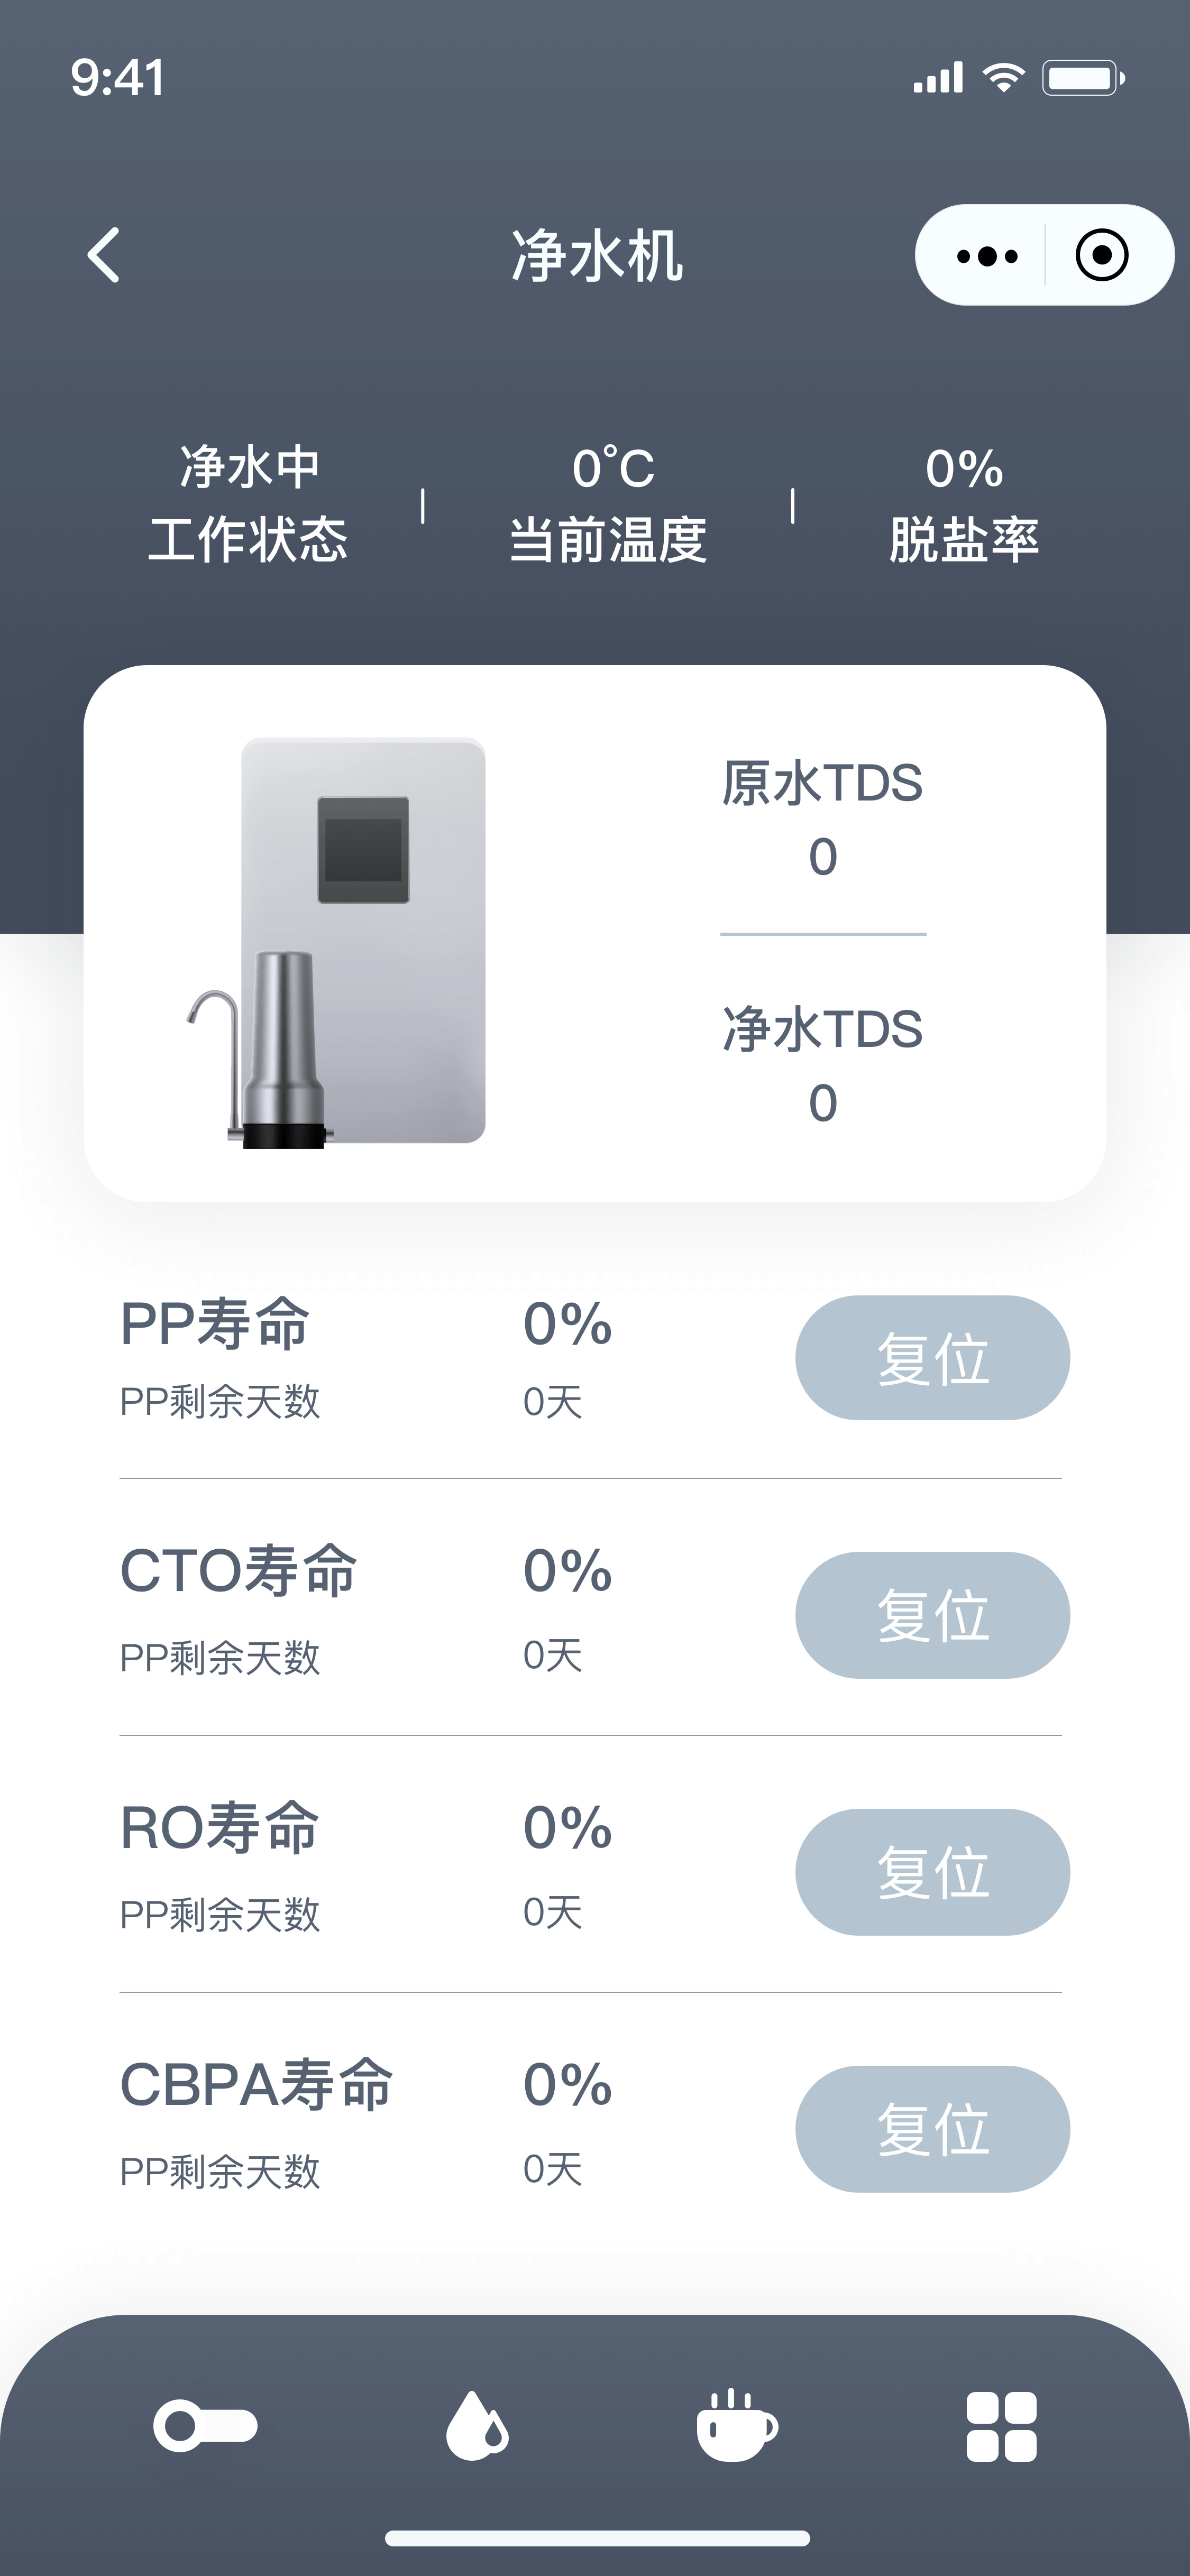 9:41
净水机
净水中
0°C
0%
工作状态
当前温度
脱盐率
原水TDS
0
净水TDS
0
PP寿命
0%
复位
PP剩余天数
0天
CTO寿命
0%
复位
PP剩余天数
0天
RO寿命
0%
复位
PP剩余天数
0天
CBPA寿命
0%
复位
PP剩余天数
0天